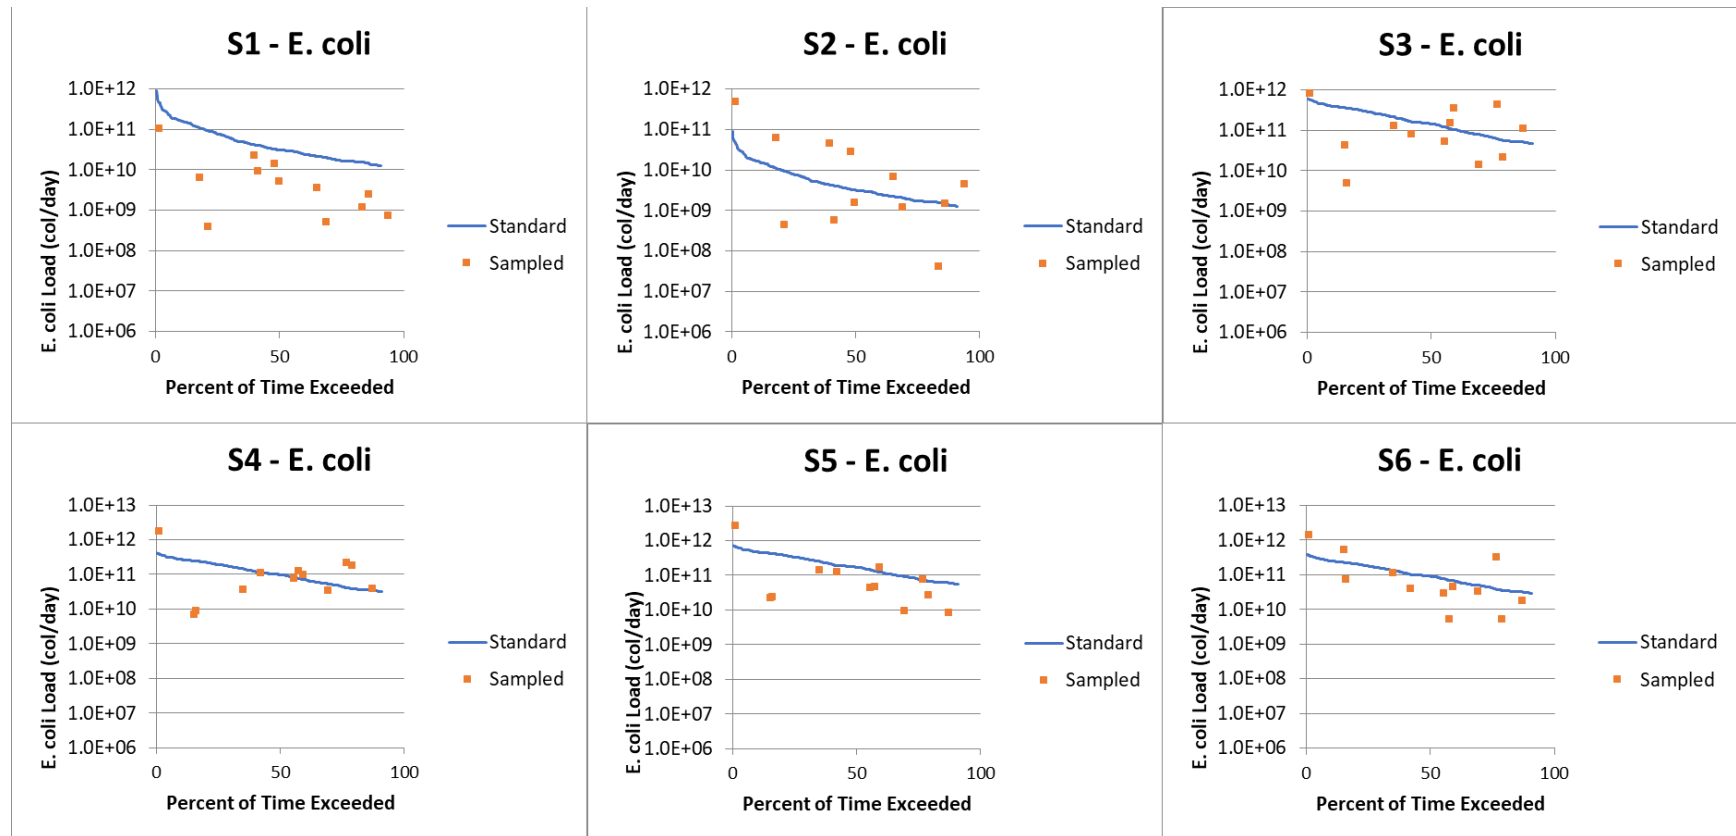 S1 - E. coli
1.0E+12
1.0E+11
1.0E+10
1.0E+09
1.0E+08
1.0E+07
1.0E+06
E. coli Load (col/day)
0 50 100
Percent of Time Exceeded
Standard
Sampled
S2 - E. coli
1.0E+12
1.0E+11
1.0E+10
1.0E+09
1.0E+08
1.0E+07
1.0E+06
E. coli Load (col/day)
0 50 100
Percent of Time Exceeded
Standard
Sampled
S3 - E. coli
1.0E+12
1.0E+11
1.0E+10
1.0E+09
1.0E+08
1.0E+07
1.0E+06
E. coli Load (col/day)
0 50 100
Percent of Time Exceeded
Standard
Sampled
S4 - E. coli
1.0E+13
1.0E+12
1.0E+11
1.0E+10
1.0E+09
1.0E+08
1.0E+07
1.0E+06
E. coli Load (col/day)
0 50 100
Percent of Time Exceeded
Standard
Sampled
S5 - E. coli
1.0E+13
1.0E+12
1.0E+11
1.0E+10
1.0E+09
1.0E+08
1.0E+07
1.0E+06
E. coli Load (col/day)
0 50 100
Percent of Time Exceeded
Standard
Sampled
S6 - E. coli
1.0E+13
1.0E+12
1.0E+11
1.0E+10
1.0E+09
1.0E+08
1.0E+07
1.0E+06
E. coli Load (col/day)
0 50 100
Percent of Time Exceeded
Standard
Sampled